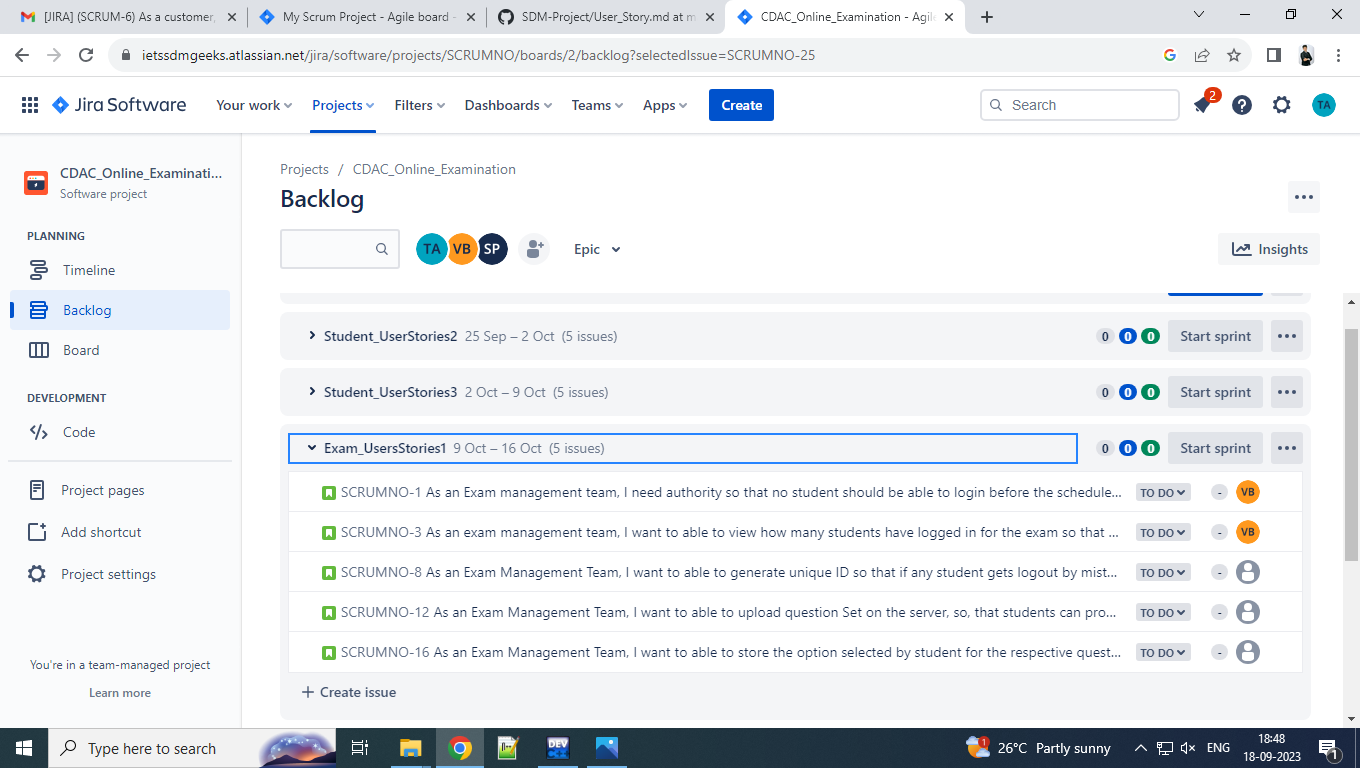 [JIRA] (SCRUM-6) As a customer,
My Scrum Project - Agile board -
SDM-Project/User_Story.md at m
CDAC_Online_Examination - Agil
ietssdmgeeks.atlassian.net/jira/software/projects/SCRUMNO/boards/2/backlog?selectedIssue=SCRUMNO-25
Jira Software
Your work
Projects
Filters
Dashboards
Teams
Apps
Create
Search
2
TA
CDAC_Online_Examinati...
Software project
PLANNING
Timeline
Backlog
Board
DEVELOPMENT
Code
Project pages
Add shortcut
Project settings
You're in a team-managed project
Learn more
Projects / CDAC_Online_Examination
Backlog
TA VB SP
Epic
Insights
Student_UserStories2 25 Sep – 2 Oct (5 issues) 0 0 0 Start sprint
Student_UserStories3 2 Oct – 9 Oct (5 issues) 0 0 0 Start sprint
Exam_UsersStories1 9 Oct – 16 Oct (5 issues) 0 0 0 Start sprint
SCRUMNO-1 As an Exam management team, I need authority so that no student should be able to login before the schedule... TO DO - VB
SCRUMNO-3 As an exam management team, I want to able to view how many students have logged in for the exam so that ... TO DO - VB
SCRUMNO-8 As an Exam Management Team, I want to able to generate unique ID so that if any student gets logout by mist... TO DO -
SCRUMNO-12 As an Exam Management Team, I want to able to upload question Set on the server, so, that students can pro... TO DO -
SCRUMNO-16 As an Exam Management Team, I want to able to store the option selected by student for the respective quest... TO DO -
+ Create issue
Type here to search
DEV
1
26°C Partly sunny
ENG
18:48
18-09-2023
1